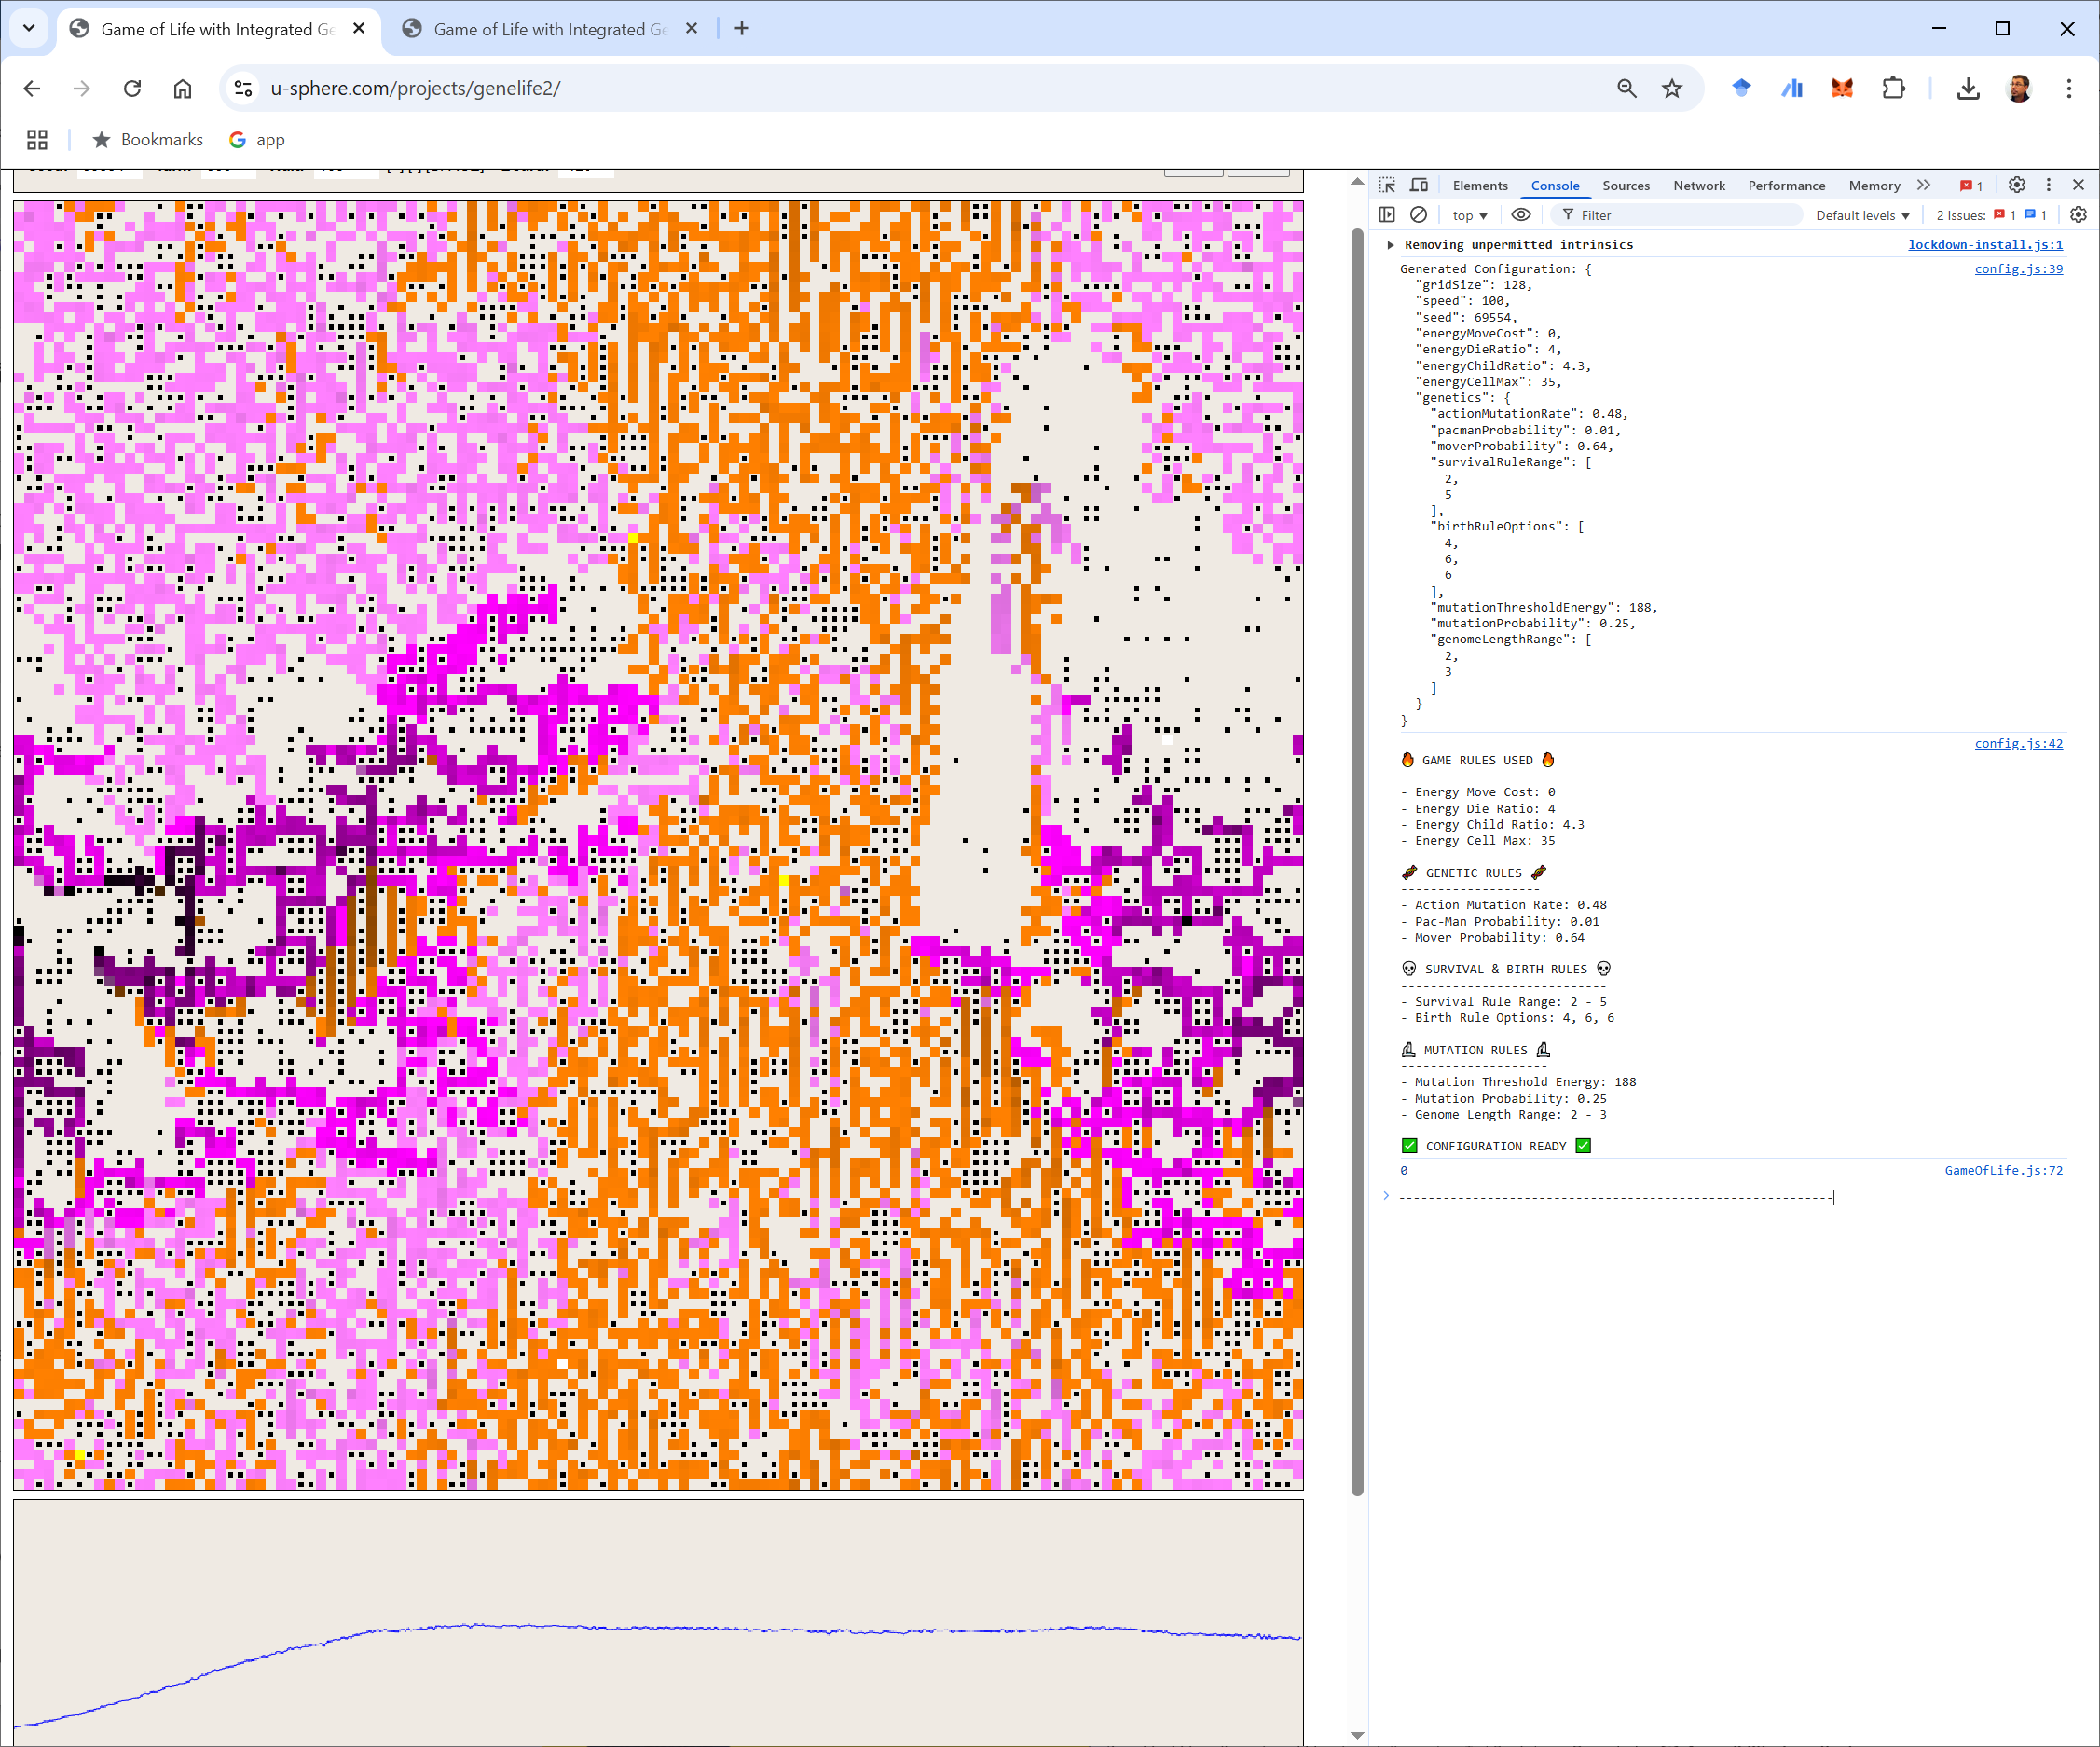 Game of Life with Integrated Ge
Game of Life with Integrated Ge
u-sphere.com/projects/genelife2/
Bookmarks
app
Elements Console Sources Network Performance Memory 1
top Filter Default levels 2 Issues: 1 1
Removing unpermitted intrinsics lockdown-install.js:1
Generated Configuration: { config.js:39
"gridSize": 128,
"speed": 100,
"seed": 69554,
"energyMoveCost": 0,
"energyDieRatio": 4,
"energyChildRatio": 4.3,
"energyCellMax": 35,
"genetics": {
"actionMutationRate": 0.48,
"pacmanProbability": 0.01,
"moverProbability": 0.64,
"survivalRuleRange": [
2,
5
],
"birthRuleOptions": [
4,
6,
6
],
"mutationThresholdEnergy": 188,
"mutationProbability": 0.25,
"genomeLengthRange": [
2,
3
]
}
}
config.js:42
🔥 GAME RULES USED 🔥
---------------------
- Energy Move Cost: 0
- Energy Die Ratio: 4
- Energy Child Ratio: 4.3
- Energy Cell Max: 35
GENETIC RULES
-------------------
- Action Mutation Rate: 0.48
- Pac-Man Probability: 0.01
- Mover Probability: 0.64
💀 SURVIVAL & BIRTH RULES 💀
----------------------------
- Survival Rule Range: 2 - 5
- Birth Rule Options: 4, 6, 6
MUTATION RULES
--------------------
- Mutation Threshold Energy: 188
- Mutation Probability: 0.25
- Genome Length Range: 2 - 3
✅ CONFIGURATION READY ✅
0 GameOfLife.js:72
> -----------------------------------------------------------